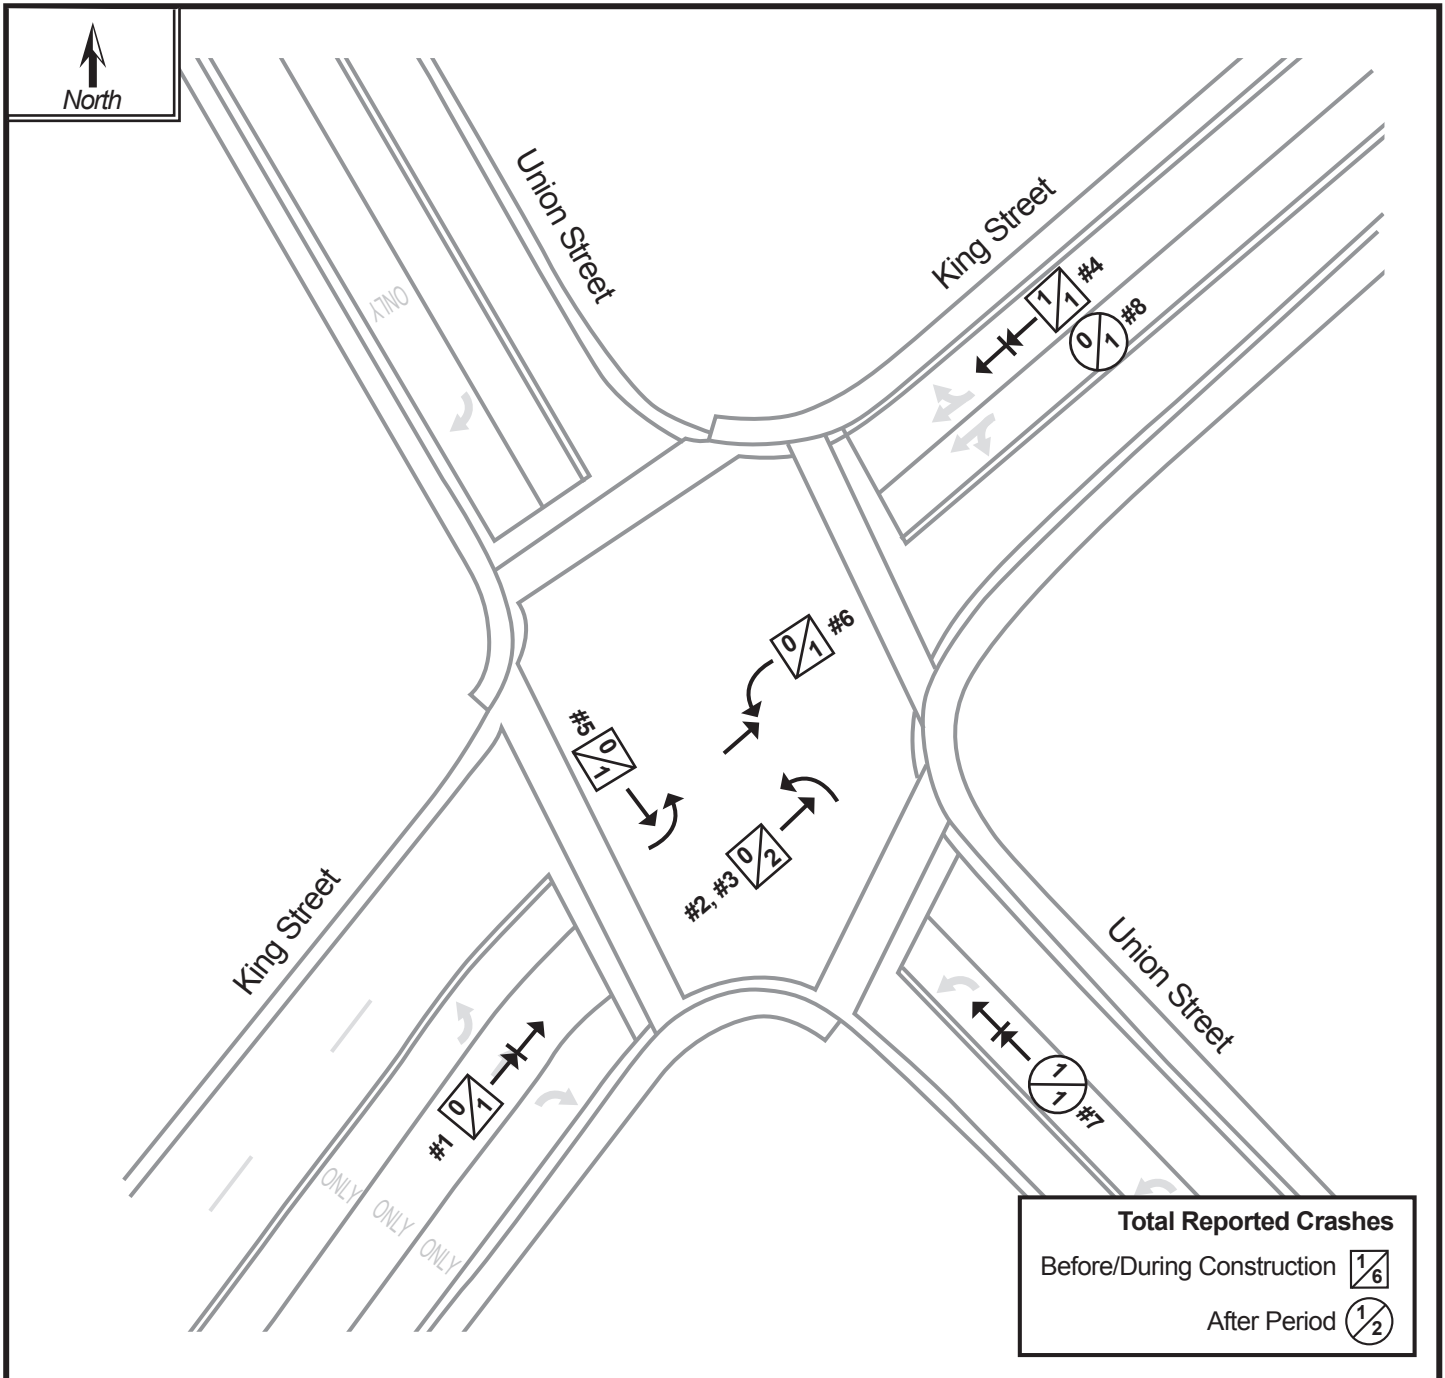 North
Union Street
King Street
1/1 #4
0/1 #8
ONLY
0/1 #6
#5 0/1
#2, #3 0/2
King Street
Union Street
#1 0/1
1/1 #7
ONLY
ONLY
ONLY
Total Reported Crashes
Before/During Construction 1/6
After Period 1/2